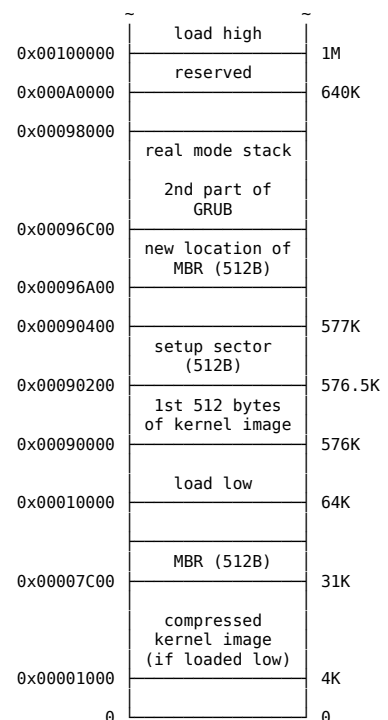 ~ ~
load high
0x00100000 1M
reserved
0x000A0000 640K
0x00098000
real mode stack
2nd part of
GRUB
0x00096C00
new location of
MBR (512B)
0x00096A00
0x00090400 577K
setup sector
(512B)
0x00090200 576.5K
1st 512 bytes
of kernel image
0x00090000 576K
load low
0x00010000 64K
MBR (512B)
0x00007C00 31K
compressed
kernel image
(if loaded low)
0x00001000 4K
0 0